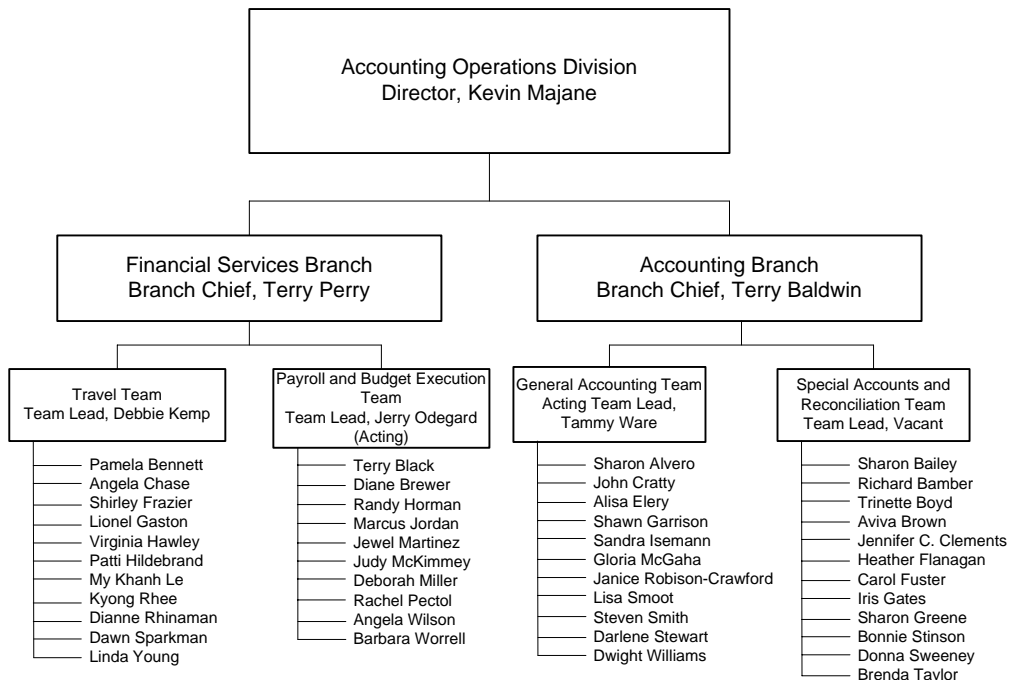 Accounting Operations Division
Director, Kevin Majane
Financial Services Branch
Branch Chief, Terry Perry
Accounting Branch
Branch Chief, Terry Baldwin
Travel Team
Team Lead, Debbie Kemp
Pamela Bennett
Angela Chase
Shirley Frazier
Lionel Gaston
Virginia Hawley
Patti Hildebrand
My Khanh Le
Kyong Rhee
Dianne Rhinaman
Dawn Sparkman
Linda Young
Payroll and Budget Execution
Team
Team Lead, Jerry Odegard
(Acting)
Terry Black
Diane Brewer
Randy Horman
Marcus Jordan
Jewel Martinez
Judy McKimmey
Deborah Miller
Rachel Pectol
Angela Wilson
Barbara Worrell
General Accounting Team
Acting Team Lead,
Tammy Ware
Sharon Alvero
John Cratty
Alisa Elery
Shawn Garrison
Sandra Isemann
Gloria McGaha
Janice Robison-Crawford
Lisa Smoot
Steven Smith
Darlene Stewart
Dwight Williams
Special Accounts and
Reconciliation Team
Team Lead, Vacant
Sharon Bailey
Richard Bamber
Trinette Boyd
Aviva Brown
Jennifer C. Clements
Heather Flanagan
Carol Fuster
Iris Gates
Sharon Greene
Bonnie Stinson
Donna Sweeney
Brenda Taylor